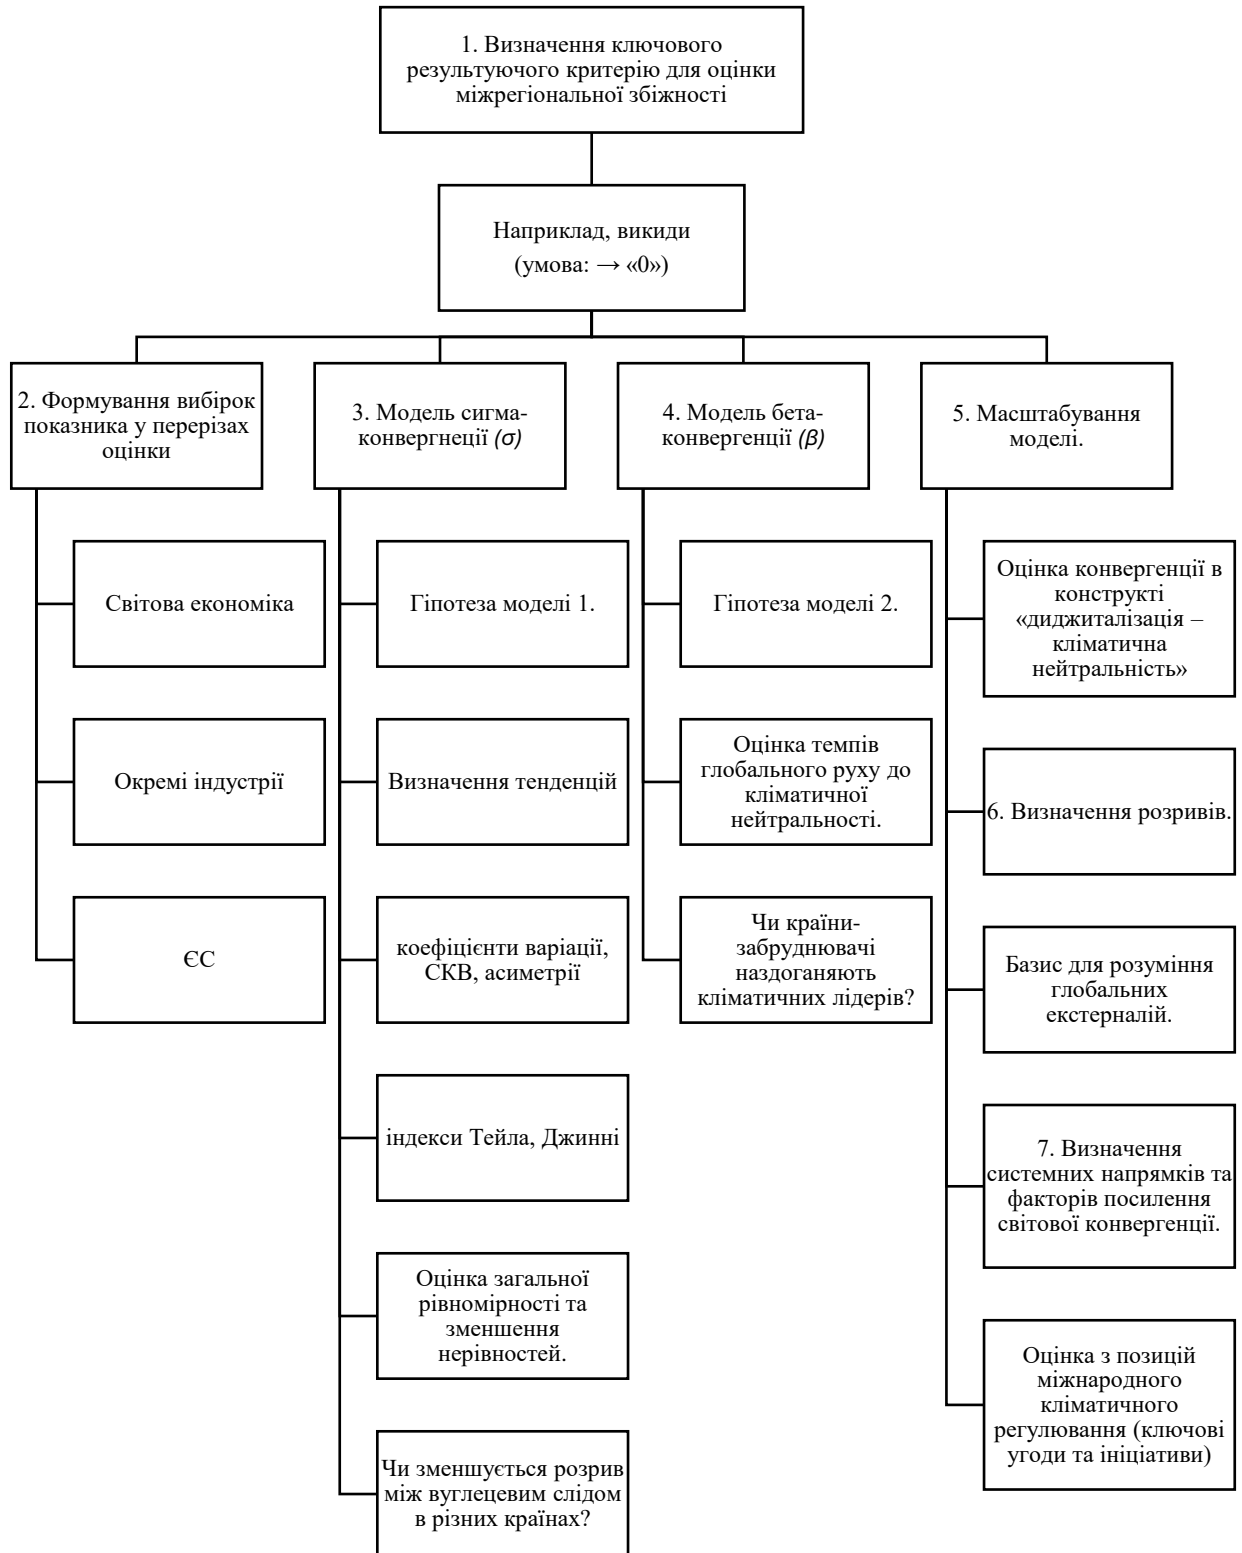 1. Визначення ключового
результуючого критерію для оцінки
міжрегіональної збіжності
Наприклад, викиди
(умова: → «0»)
2. Формування вибірок
показника у перерізах
оцінки
Світова економіка
Окремі індустрії
ЄС
3. Модель сигма-
конвергнеції (σ)
Гіпотеза моделі 1.
Визначення тенденцій
коефіцієнти варіації,
СКВ, асиметрії
індекси Тейла, Джинні
Оцінка загальної
рівномірності та
зменшення
нерівностей.
Чи зменшується розрив
між вуглецевим слідом
в різних країнах?
4. Модель бета-
конвергенції (β)
Гіпотеза моделі 2.
Оцінка темпів
глобального руху до
кліматичної
нейтральності.
Чи країни-
забруднювачі
наздоганяють
кліматичних лідерів?
5. Масштабування
моделі.
Оцінка конвергенції в
конструкті
«диджиталізація –
кліматична
нейтральність»
6. Визначення розривів.
Базис для розуміння
глобальних
екстерналій.
7. Визначення
системних напрямків та
факторів посилення
світової конвергенції.
Оцінка з позицій
міжнародного
кліматичного
регулювання (ключові
угоди та ініціативи)